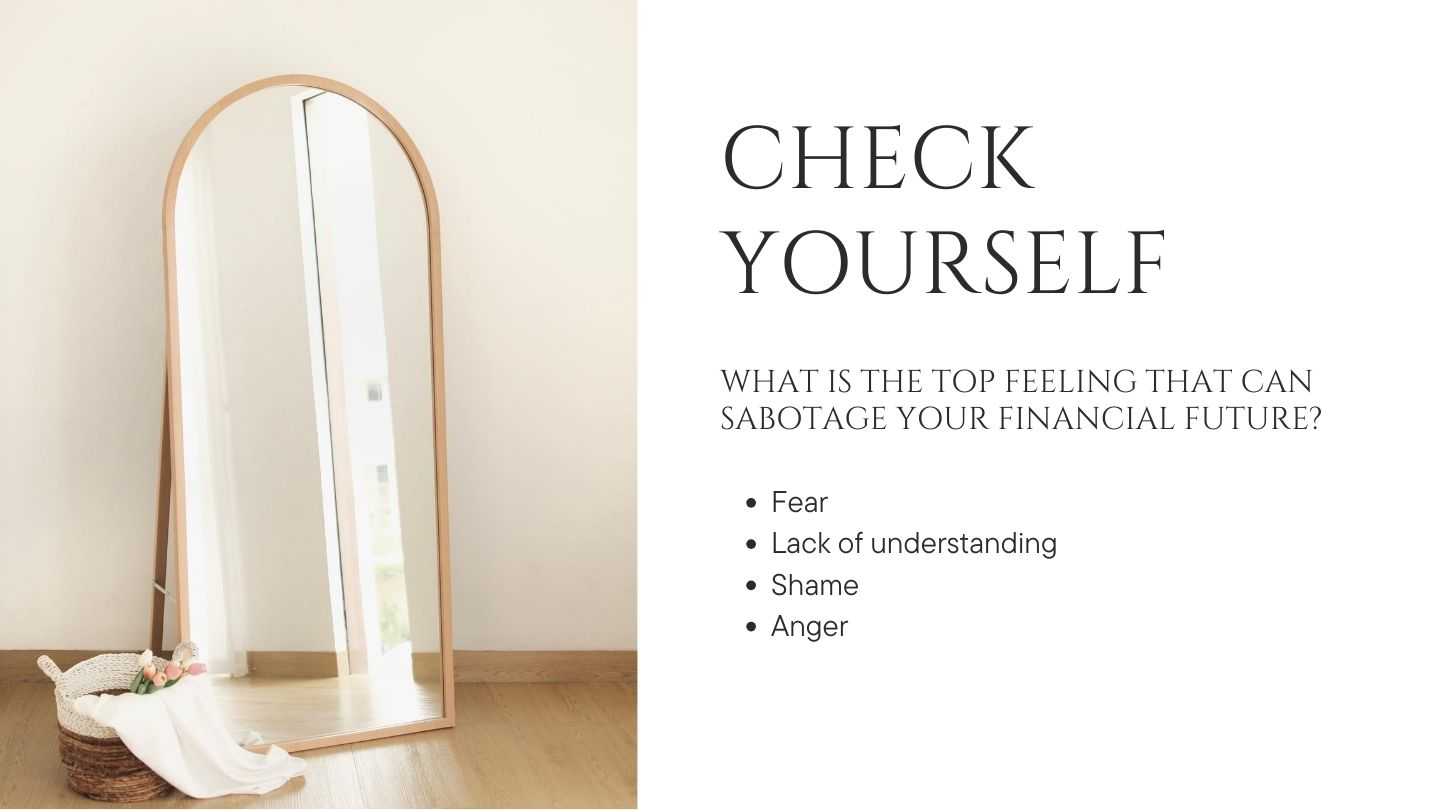 CHECK
YOURSELF
WHAT IS THE TOP FEELING THAT CAN
SABOTAGE YOUR FINANCIAL FUTURE?
• Fear
• Lack of understanding
• Shame
• Anger